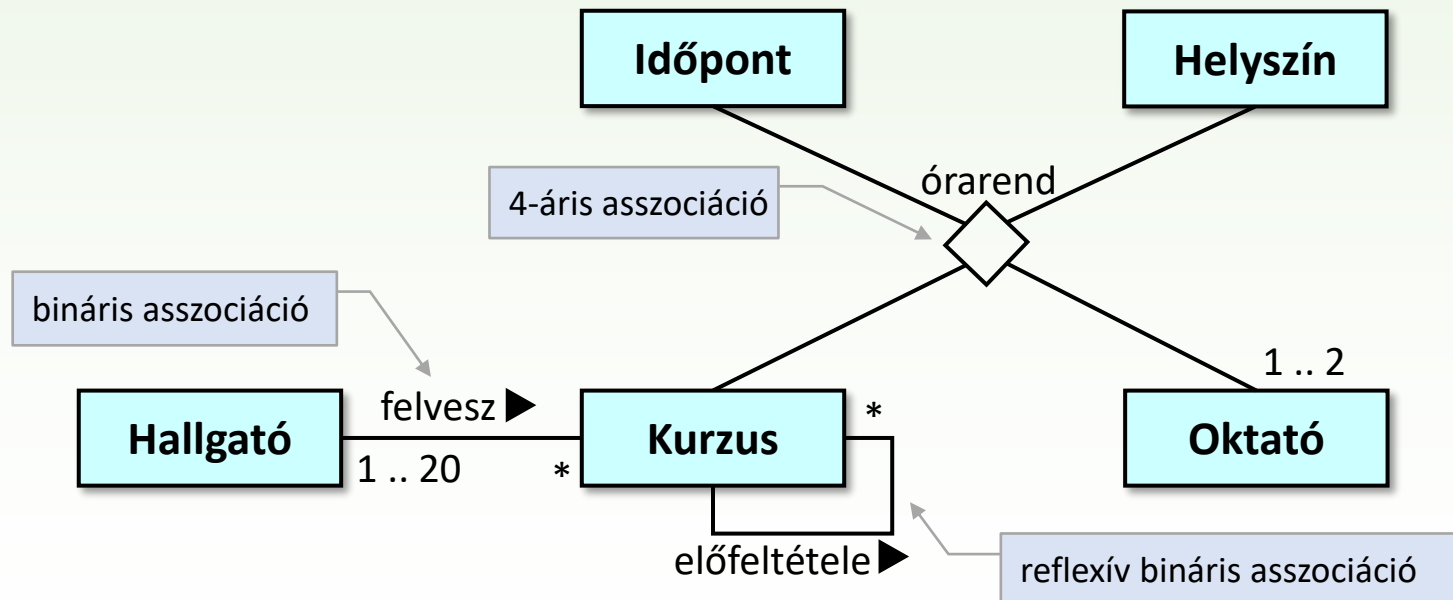 Időpont
Helyszín
órarend
4-áris asszociáció
bináris asszociáció
1 .. 2
felvesz
*
Hallgató
Kurzus
Oktató
1 .. 20
*
előfeltétele
reflexív bináris asszociáció